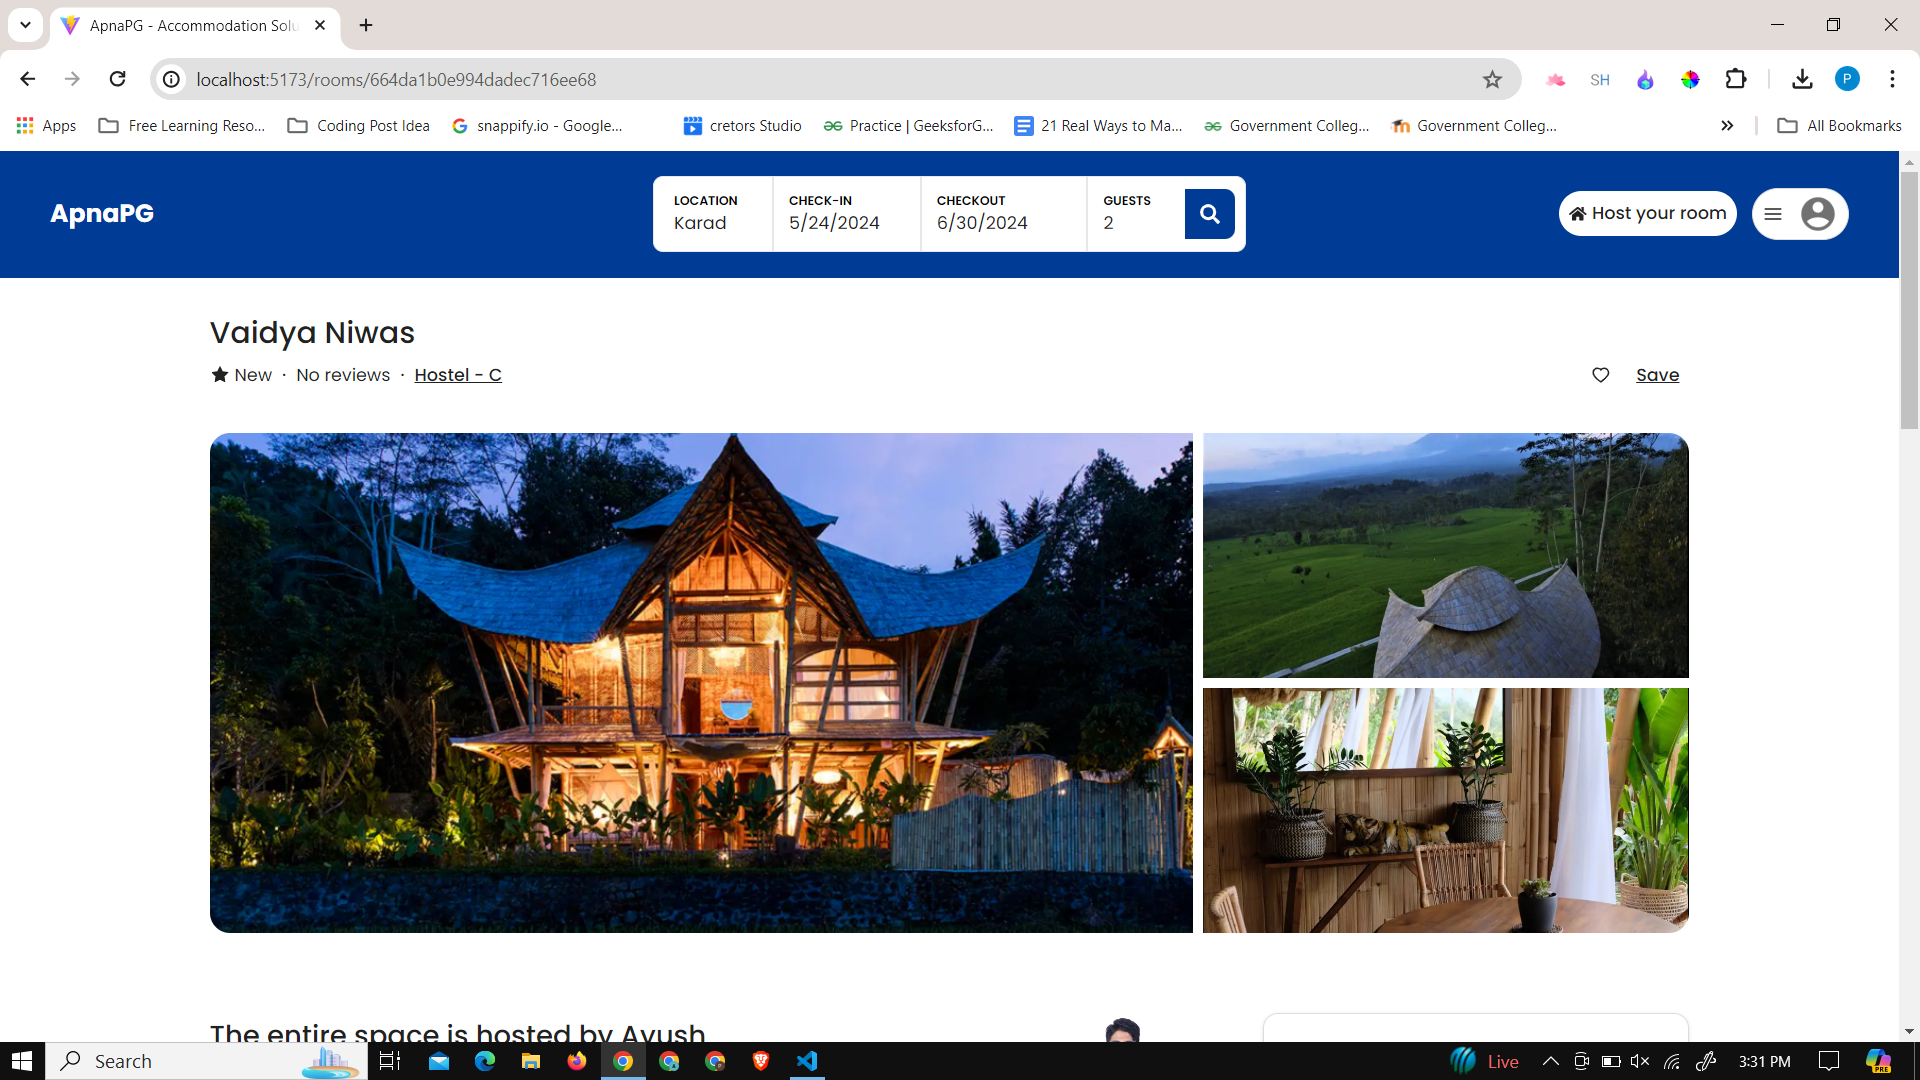 ApnaPG - Accommodation Solu
localhost:5173/rooms/664da1b0e994dadec716ee68
SH
P
Apps
Free Learning Reso...
Coding Post Idea
snappify.io - Google...
cretors Studio
Practice | GeeksforG...
21 Real Ways to Ma...
Government Colleg...
Government Colleg...
All Bookmarks
ApnaPG
LOCATION
Karad
CHECK-IN
5/24/2024
CHECKOUT
6/30/2024
GUESTS
2
Host your room
Vaidya Niwas
New · No reviews · Hostel - C
Save
The entire space is hosted by Ayush
Search
Live
3:31 PM
PRE